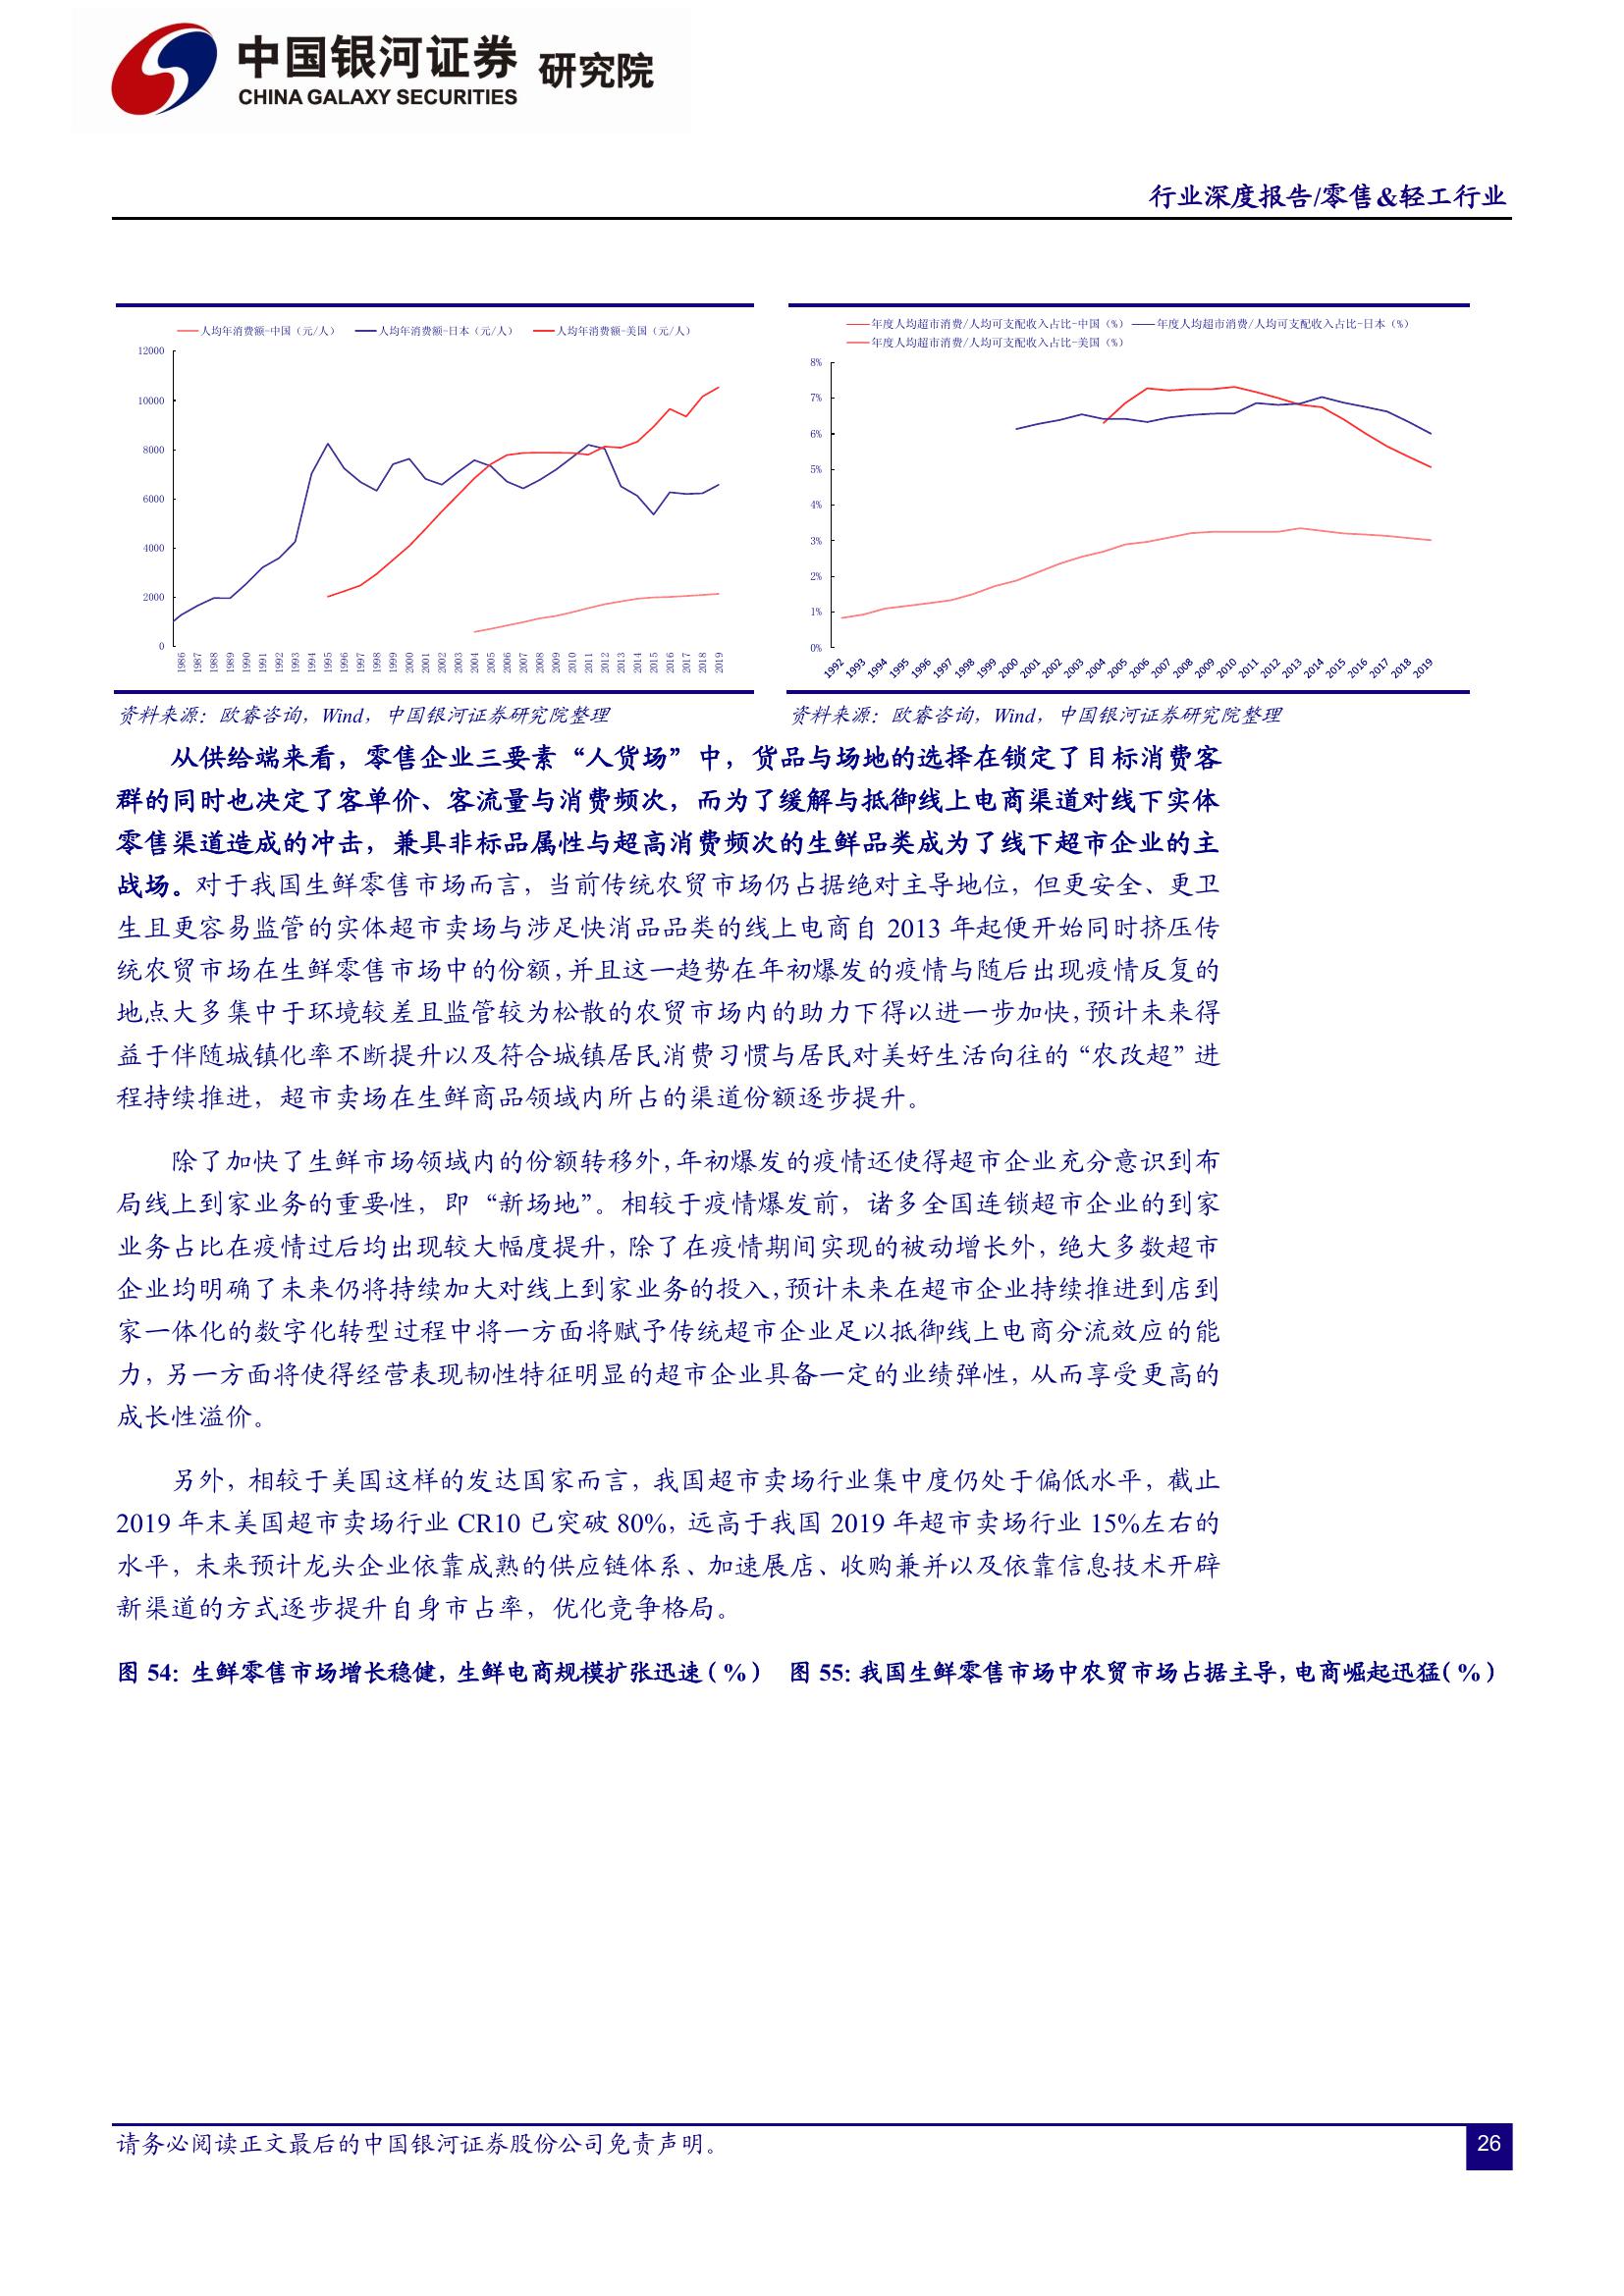 中国银河证券 研究院
CHINA GALAXY SECURITIES
行业深度报告/零售&轻工行业
人均年消费额-中国（元/人） 人均年消费额-日本（元/人） 人均年消费额-美国（元/人）
12000
10000
8000
6000
4000
2000
0
1986 1987 1988 1989 1990 1991 1992 1993 1994 1995 1996 1997 1998 1999 2000 2001 2002 2003 2004 2005 2006 2007 2008 2009 2010 2011 2012 2013 2014 2015 2016 2017 2018 2019
资料来源：欧睿咨询，Wind，中国银河证券研究院整理
年度人均超市消费/人均可支配收入占比-中国（%） 年度人均超市消费/人均可支配收入占比-日本（%）
年度人均超市消费/人均可支配收入占比-美国（%）
8%
7%
6%
5%
4%
3%
2%
1%
0%
1992 1993 1994 1995 1996 1997 1998 1999 2000 2001 2002 2003 2004 2005 2006 2007 2008 2009 2010 2011 2012 2013 2014 2015 2016 2017 2018 2019
资料来源：欧睿咨询，Wind，中国银河证券研究院整理
从供给端来看，零售企业三要素“人货场”中，货品与场地的选择在锁定了目标消费客
群的同时也决定了客单价、客流量与消费频次，而为了缓解与抵御线上电商渠道对线下实体
零售渠道造成的冲击，兼具非标品属性与超高消费频次的生鲜品类成为了线下超市企业的主
战场。对于我国生鲜零售市场而言，当前传统农贸市场仍占据绝对主导地位，但更安全、更卫
生且更容易监管的实体超市卖场与涉足快消品品类的线上电商自 2013 年起便开始同时挤压传
统农贸市场在生鲜零售市场中的份额，并且这一趋势在年初爆发的疫情与随后出现疫情反复的
地点大多集中于环境较差且监管较为松散的农贸市场内的助力下得以进一步加快，预计未来得
益于伴随城镇化率不断提升以及符合城镇居民消费习惯与居民对美好生活向往的“农改超”进
程持续推进，超市卖场在生鲜商品领域内所占的渠道份额逐步提升。
除了加快了生鲜市场领域内的份额转移外，年初爆发的疫情还使得超市企业充分意识到布
局线上到家业务的重要性，即“新场地”。相较于疫情爆发前，诸多全国连锁超市企业的到家
业务占比在疫情过后均出现较大幅度提升，除了在疫情期间实现的被动增长外，绝大多数超市
企业均明确了未来仍将持续加大对线上到家业务的投入，预计未来在超市企业持续推进到店到
家一体化的数字化转型过程中将一方面将赋予传统超市企业足以抵御线上电商分流效应的能
力，另一方面将使得经营表现韧性特征明显的超市企业具备一定的业绩弹性，从而享受更高的
成长性溢价。
另外，相较于美国这样的发达国家而言，我国超市卖场行业集中度仍处于偏低水平，截止
2019 年末美国超市卖场行业 CR10 已突破 80%，远高于我国 2019 年超市卖场行业 15%左右的
水平，未来预计龙头企业依靠成熟的供应链体系、加速展店、收购兼并以及依靠信息技术开辟
新渠道的方式逐步提升自身市占率，优化竞争格局。
图 54：生鲜零售市场增长稳健，生鲜电商规模扩张迅速（%）
图 55：我国生鲜零售市场中农贸市场占据主导，电商崛起迅猛（%）
请务必阅读正文最后的中国银河证券股份公司免责声明。
26